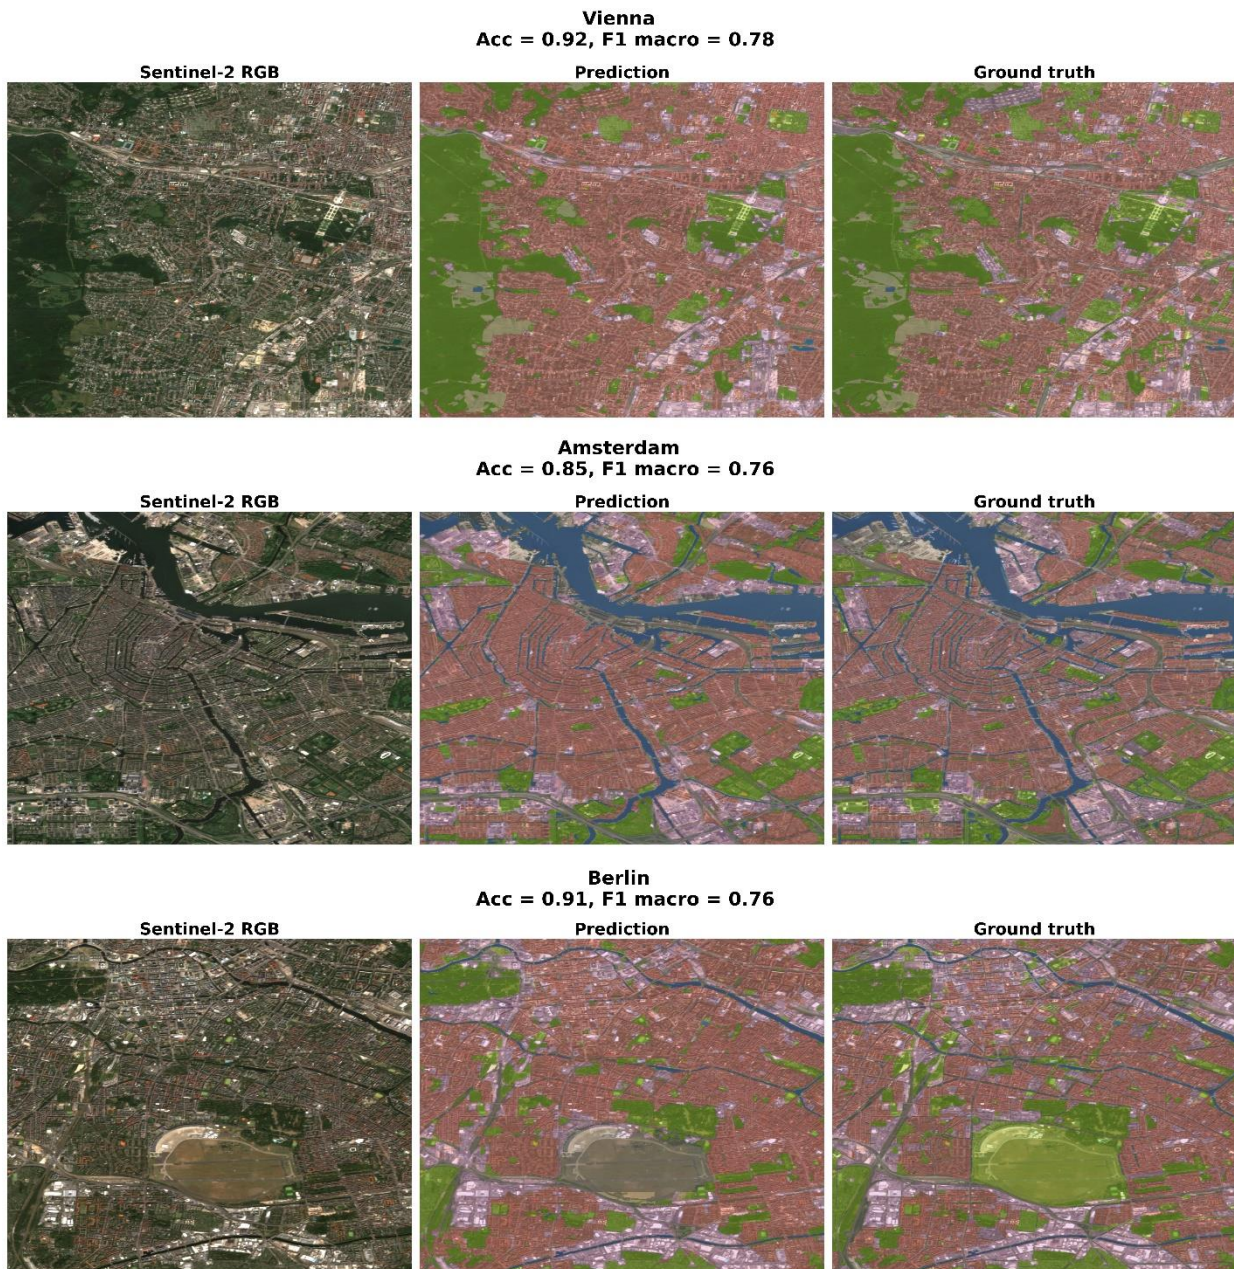 Vienna
Acc = 0.92, F1 macro = 0.78
Sentinel-2 RGB
Prediction
Ground truth
Amsterdam
Acc = 0.85, F1 macro = 0.76
Sentinel-2 RGB
Prediction
Ground truth
Berlin
Acc = 0.91, F1 macro = 0.76
Sentinel-2 RGB
Prediction
Ground truth